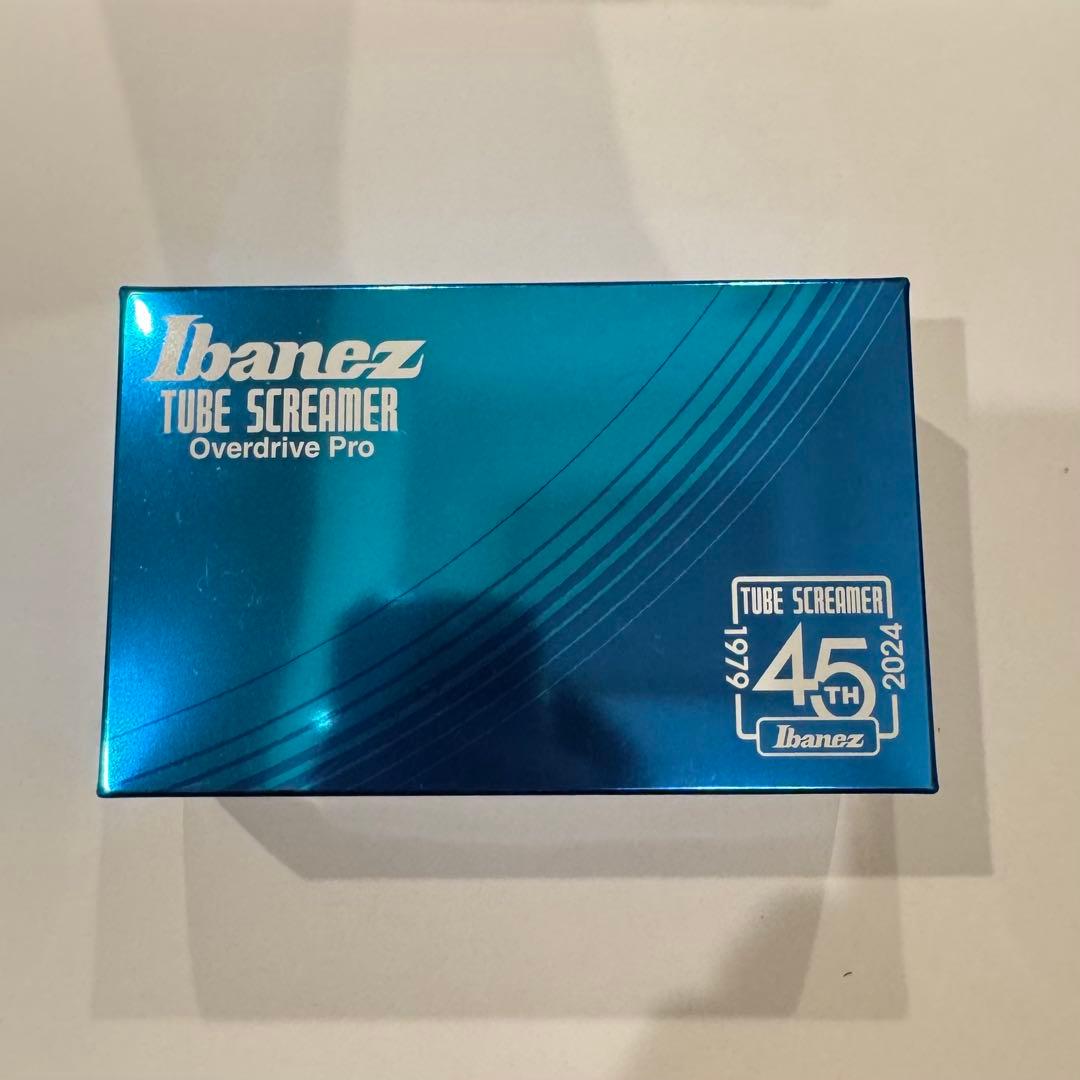 Ibanez
TUBE SCREAMER
Overdrive Pro
TUBE SCREAMER
1979
45TH
2024
Ibanez